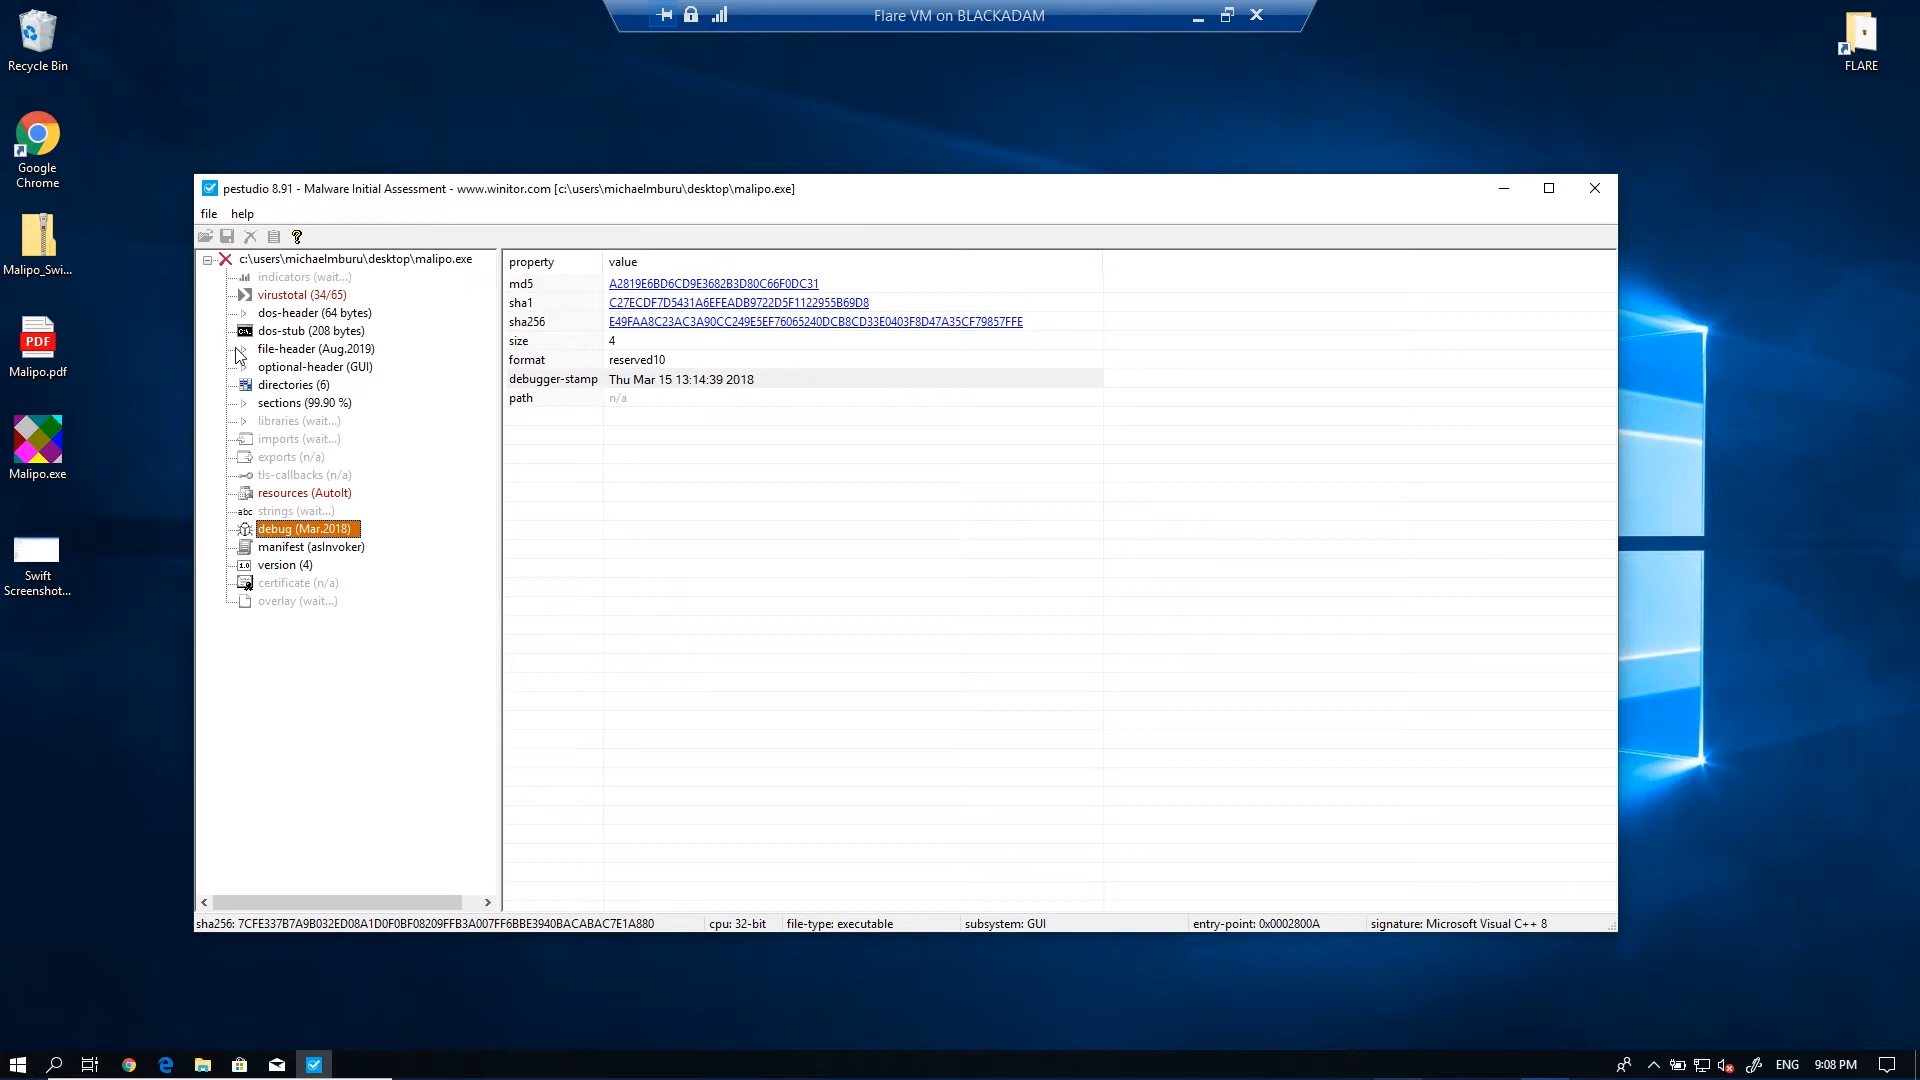 Flare VM on BLACKADAM
Recycle Bin
FLARE
Google
Chrome
Malipo_Swi...
PDF
Malipo.pdf
Malipo.exe
Swift
Screenshot...
pestudio 8.91 - Malware Initial Assessment - www.winitor.com [c:\users\michaelmburu\desktop\malipo.exe]
file help
c:\users\michaelmburu\desktop\malipo.exe
indicators (wait...)
virustotal (34/65)
dos-header (64 bytes)
dos-stub (208 bytes)
file-header (Aug.2019)
optional-header (GUI)
directories (6)
sections (99.90 %)
libraries (wait...)
imports (wait...)
exports (n/a)
tls-callbacks (n/a)
resources (AutoIt)
abc strings (wait...)
debug (Mar.2018)
manifest (asInvoker)
1.0 version (4)
certificate (n/a)
overlay (wait...)
property value
md5 A2819E6BD6CD9E3682B3D80C66F0DC31
sha1 C27ECDF7D5431A6EFEADB9722D5F1122955B69D8
sha256 E49FAA8C23AC3A90CC249E5EF76065240DCB8CD33E0403F8D47A35CF79857FFE
size 4
format reserved10
debugger-stamp Thu Mar 15 13:14:39 2018
path n/a
sha256: 7CFE337B7A9B032ED08A1D0F0BF08209FFB3A007FF6BBE3940BACABAC7E1A880 cpu: 32-bit file-type: executable subsystem: GUI entry-point: 0x0002800A signature: Microsoft Visual C++ 8
ENG 9:08 PM